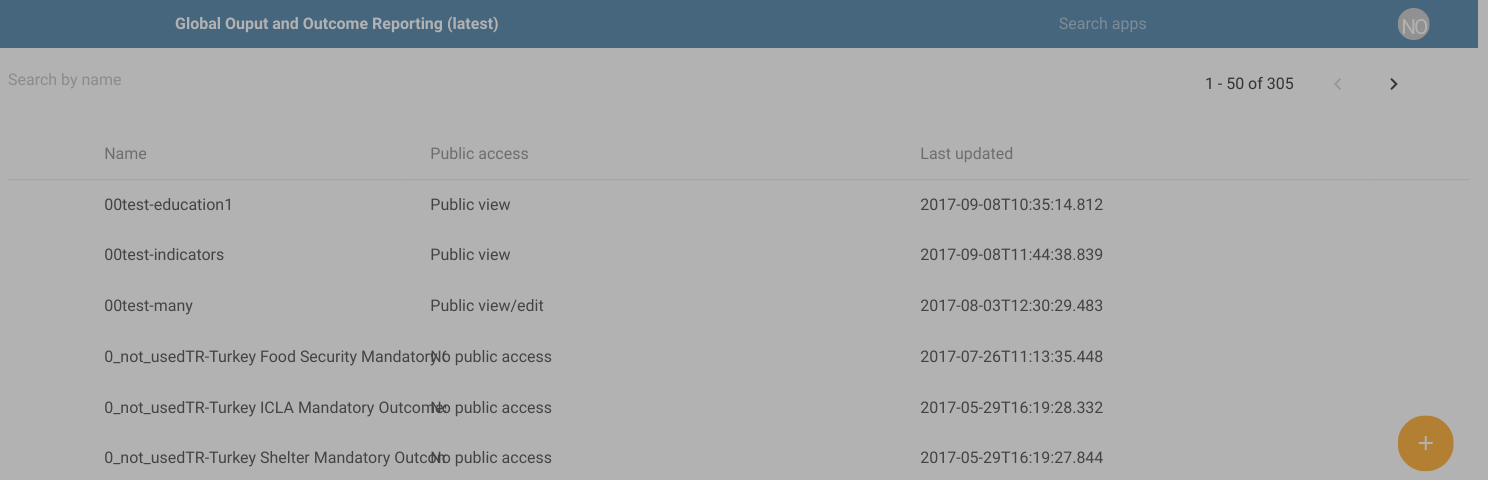 Global Ouput and Outcome Reporting (latest) Search apps NO
Search by name
1 - 50 of 305
Name Public access Last updated
00test-education1 Public view 2017-09-08T10:35:14.812
00test-indicators Public view 2017-09-08T11:44:38.839
00test-many Public view/edit 2017-08-03T12:30:29.483
0_not_usedTR-Turkey Food Security Mandatory No public access 2017-07-26T11:13:35.448
0_not_usedTR-Turkey ICLA Mandatory Outcome No public access 2017-05-29T16:19:28.332
0_not_usedTR-Turkey Shelter Mandatory Outcom No public access 2017-05-29T16:19:27.844